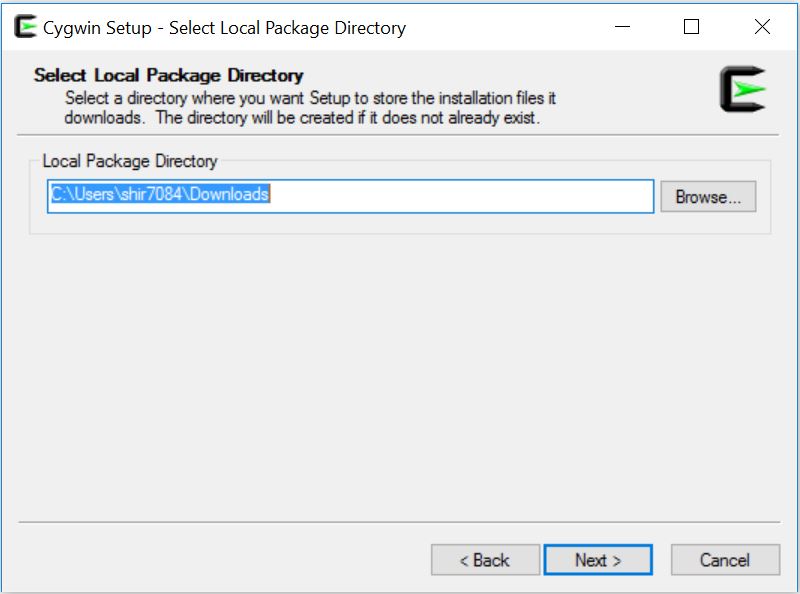 Cygwin Setup - Select Local Package Directory
Select Local Package Directory
Select a directory where you want Setup to store the installation files it
downloads. The directory will be created if it does not already exist.
Local Package Directory
C:\Users\shir7084\Downloads
Browse...
< Back
Next >
Cancel